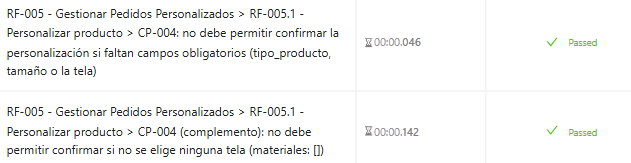 RF-005 - Gestionar Pedidos Personalizados > RF-005.1 -
Personalizar producto > CP-004: no debe permitir confirmar la
personalización si faltan campos obligatorios (tipo_producto,
tamaño o la tela)
00:00.046
Passed
RF-005 - Gestionar Pedidos Personalizados > RF-005.1 -
Personalizar producto > CP-004 (complemento): no debe
permitir confirmar si no se elige ninguna tela (materiales: [])
00:00.142
Passed